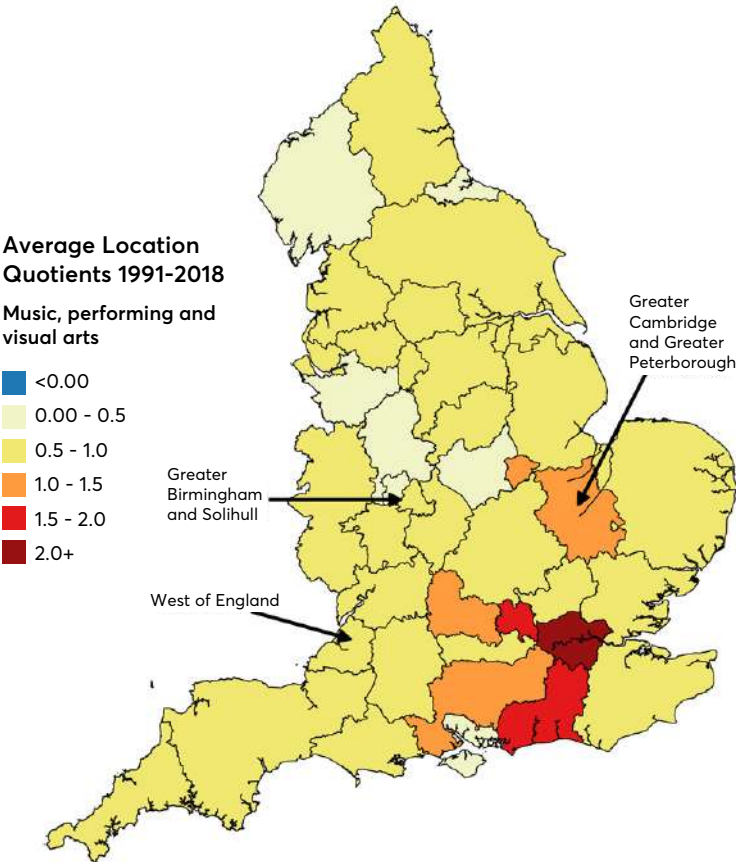 Average Location
Quotients 1991-2018
Music, performing and
visual arts
<0.00
0.00 - 0.5
0.5 - 1.0
1.0 - 1.5
1.5 - 2.0
2.0+
Greater
Cambridge
and Greater
Peterborough
Greater
Birmingham
and Solihull
West of England